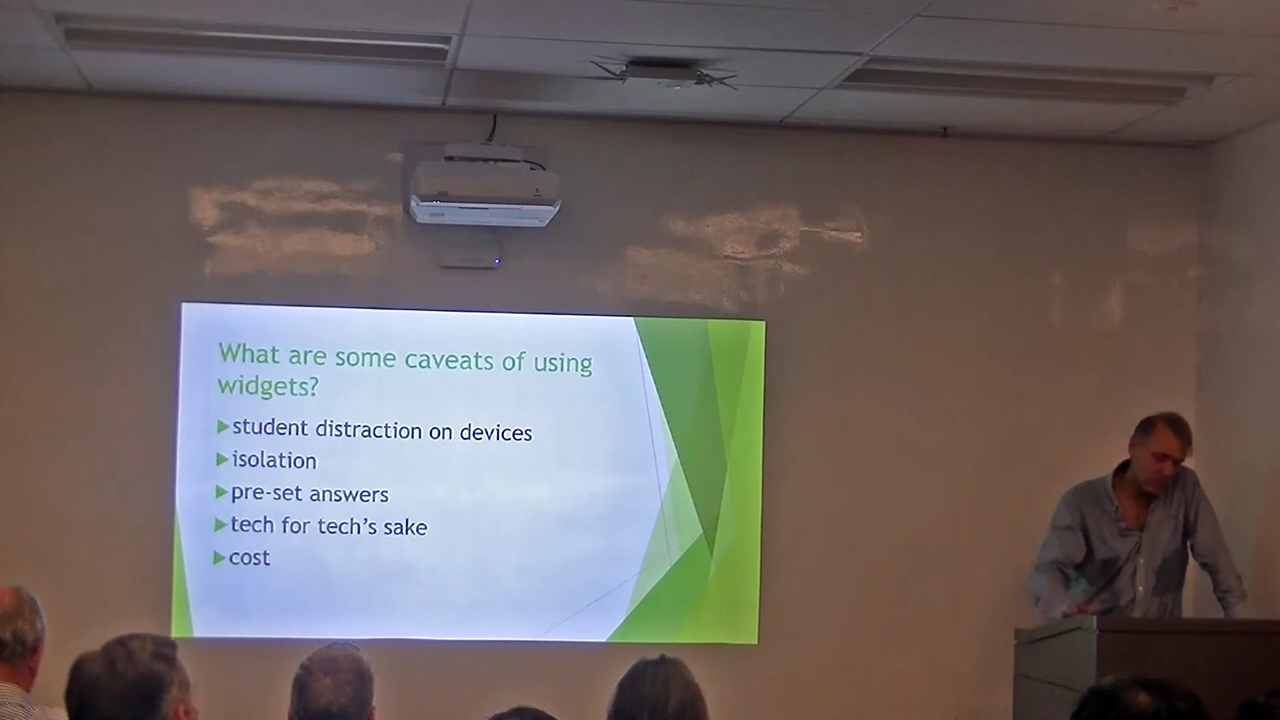 What are some caveats of using
widgets?
student distraction on devices
isolation
pre-set answers
tech for tech's sake
cost